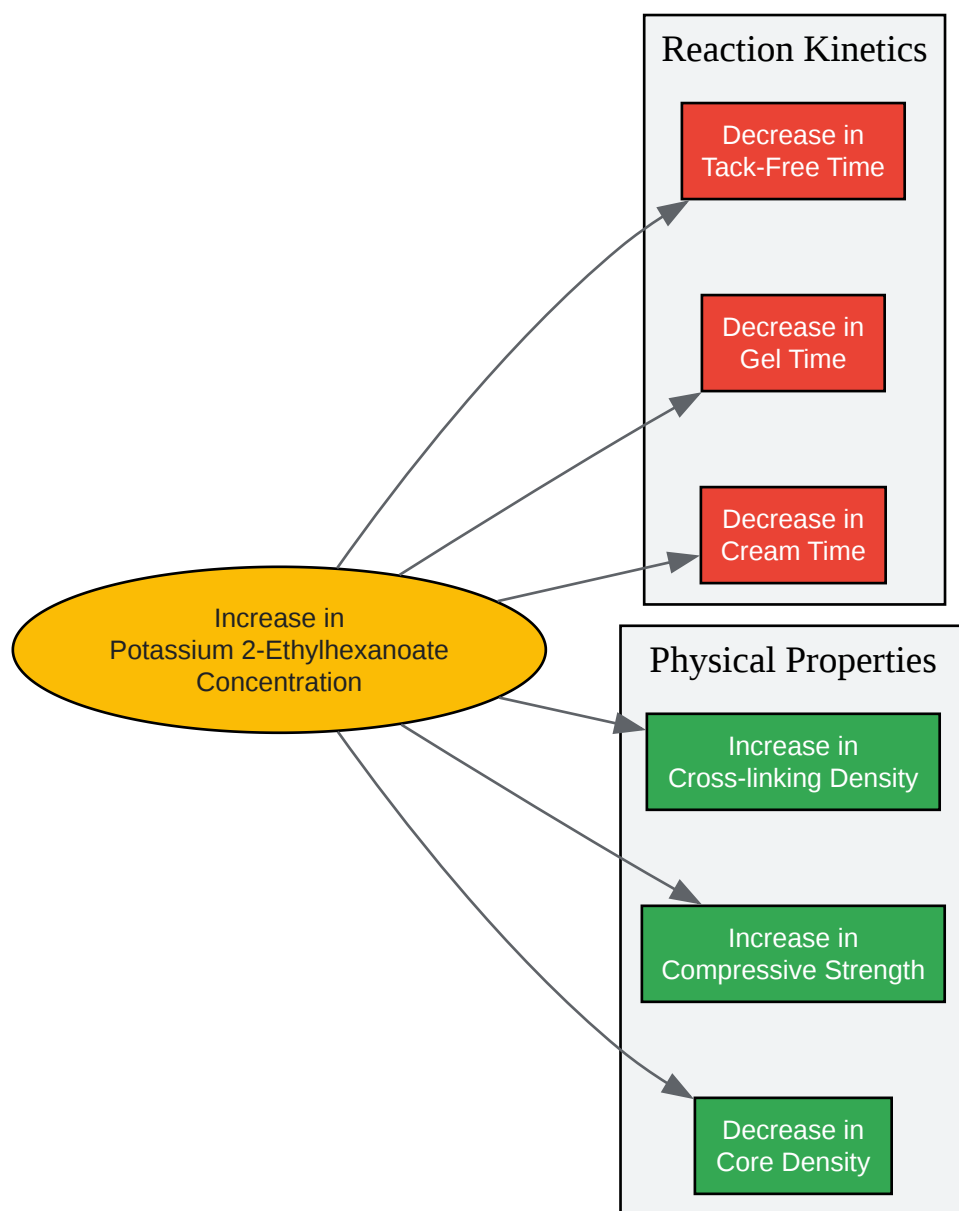 Reaction Kinetics
Decrease in
Tack-Free Time
Decrease in
Gel Time
Decrease in
Cream Time
Increase in
Potassium 2-Ethylhexanoate
Concentration
Physical Properties
Increase in
Cross-linking Density
Increase in
Compressive Strength
Decrease in
Core Density